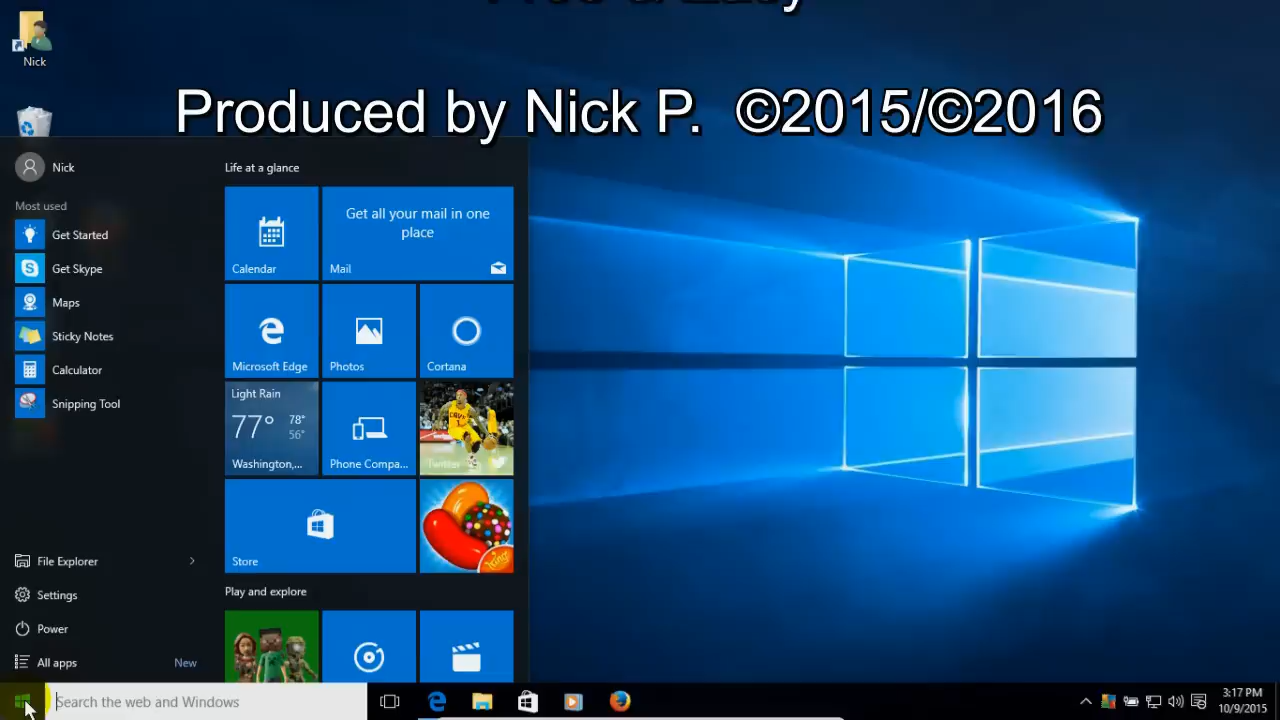 Nick
Produced by Nick P. ©2015/©2016
Nick
Most used
Get Started
Get Skype
Maps
Sticky Notes
Calculator
Snipping Tool
File Explorer
Settings
Power
All apps
New
Life at a glance
Calendar
Get all your mail in one
place
Mail
Microsoft Edge
Photos
Cortana
Light Rain
77° 78°
56°
Washington,...
Phone Compa...
Twitter
CAVS
Store
King
Play and explore
Search the web and Windows
3:17 PM
10/9/2015